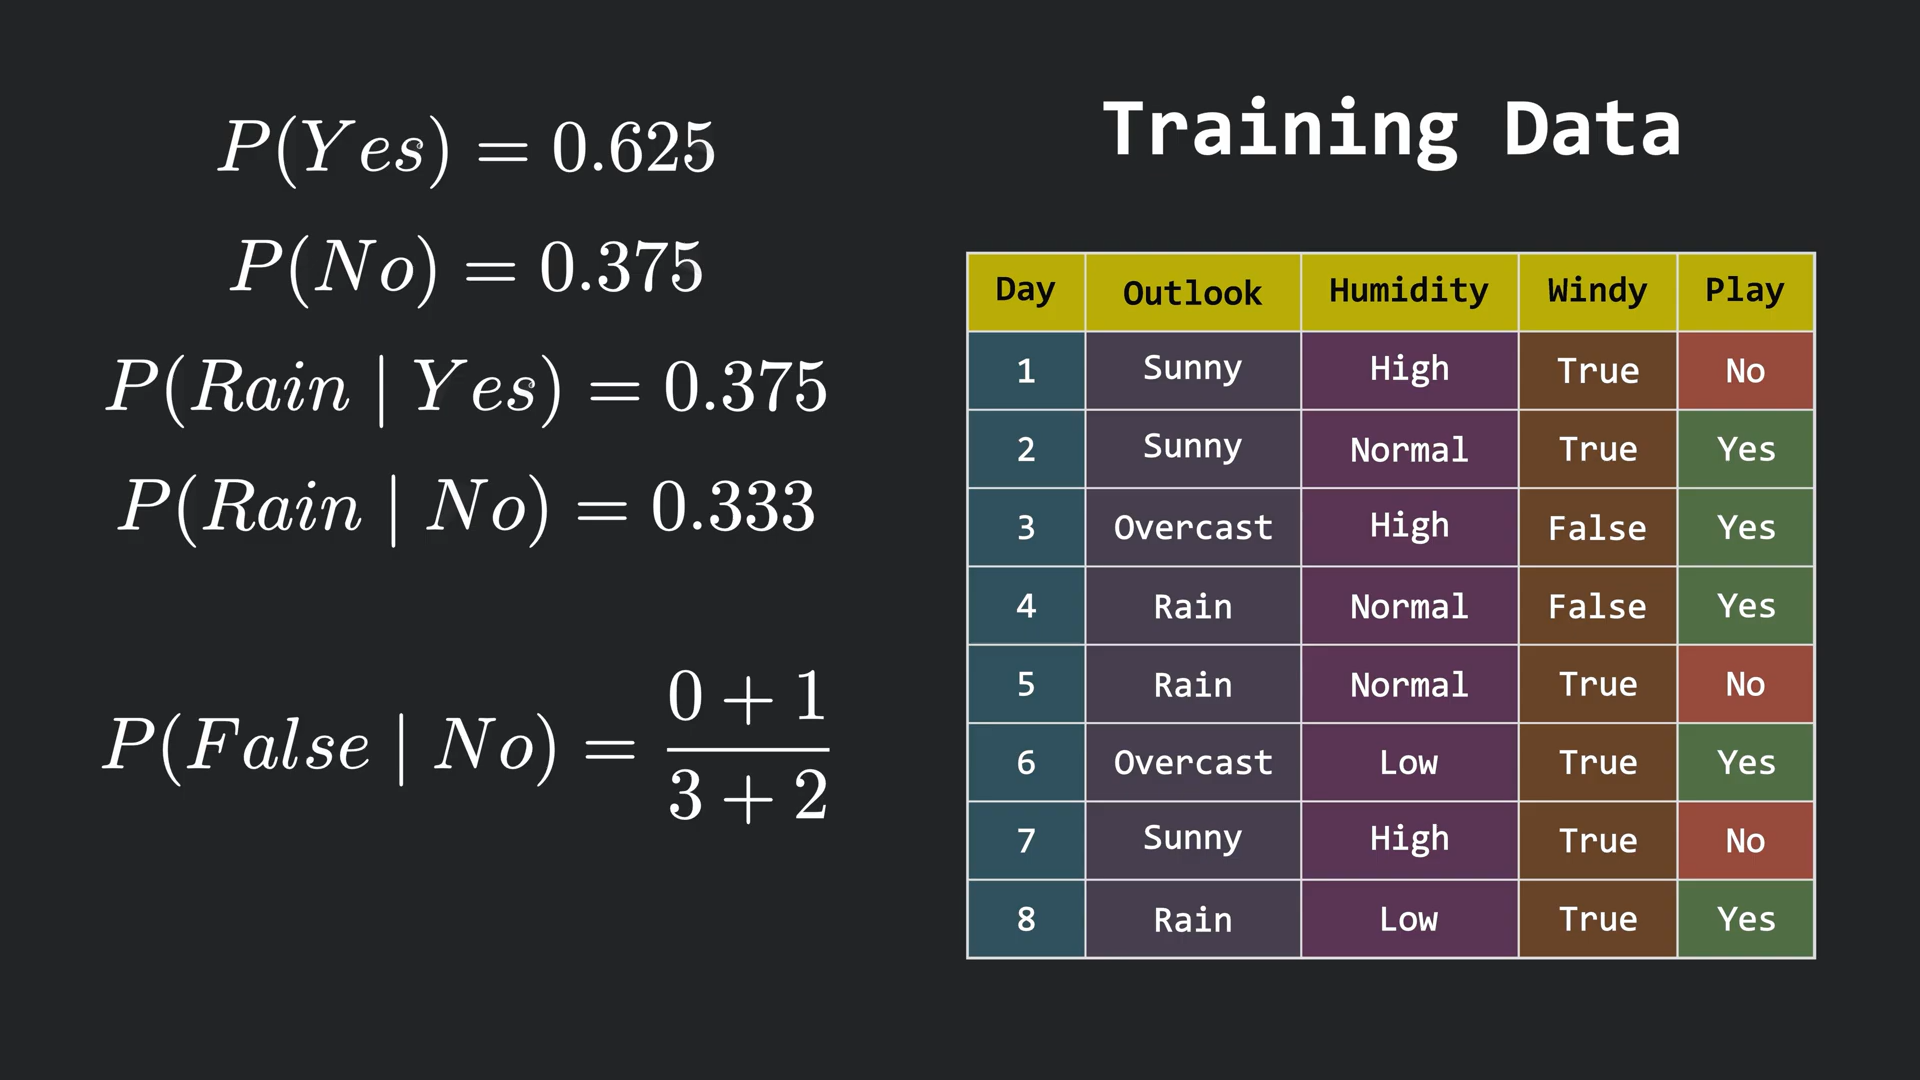 P(Yes) = 0.625
P(No) = 0.375
P(Rain | Yes) = 0.375
P(Rain | No) = 0.333
P(False | No) = \frac{0 + 1}{3 + 2}
Training Data
Day Outlook Humidity Windy Play
1 Sunny High True No
2 Sunny Normal True Yes
3 Overcast High False Yes
4 Rain Normal False Yes
5 Rain Normal True No
6 Overcast Low True Yes
7 Sunny High True No
8 Rain Low True Yes